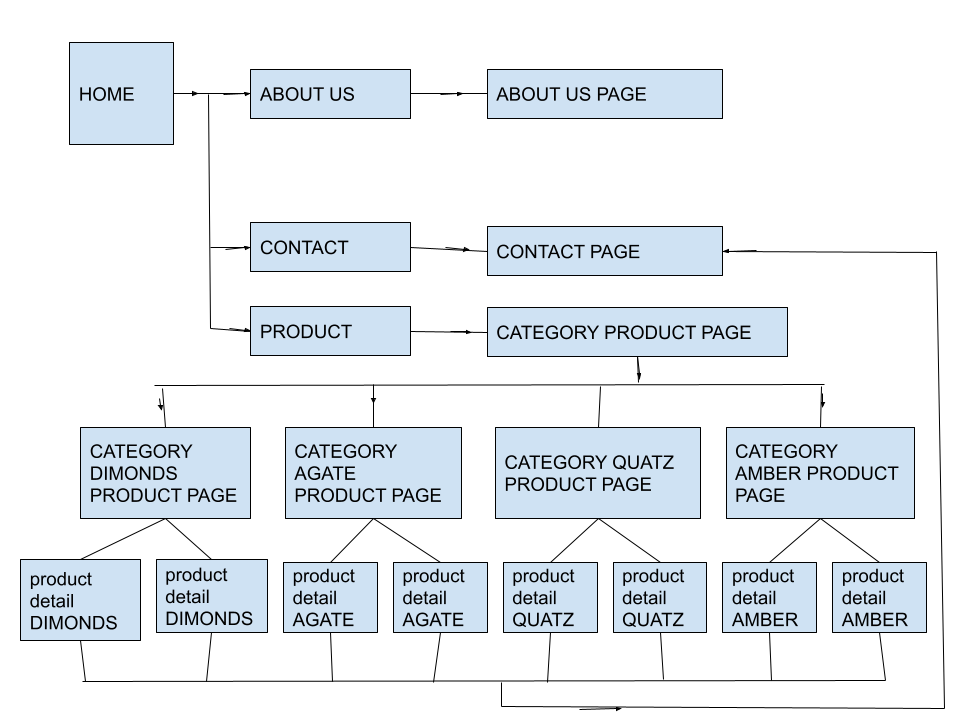 HOME
ABOUT US
ABOUT US PAGE
CONTACT
CONTACT PAGE
PRODUCT
CATEGORY PRODUCT PAGE
CATEGORY
DIMONDS
PRODUCT PAGE
CATEGORY
AGATE
PRODUCT PAGE
CATEGORY QUATZ
PRODUCT PAGE
CATEGORY
AMBER PRODUCT
PAGE
product
detail
DIMONDS
product
detail
DIMONDS
product
detail
AGATE
product
detail
AGATE
product
detail
QUATZ
product
detail
QUATZ
product
detail
AMBER
product
detail
AMBER